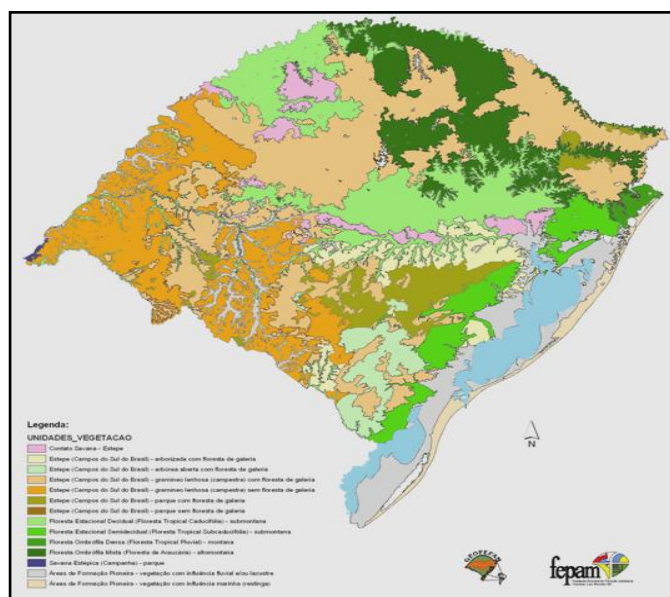 Legenda:
UNIDADES_VEGETACAO
Contato Savana - Estepe
Estepe (Campos do Sul do Brasil) - arborizada com floresta de galeria
Estepe (Campos do Sul do Brasil) - arbórea aberta com floresta de galeria
Estepe (Campos do Sul do Brasil) - gramineo lenhosa (campestre) com floresta de galeria
Estepe (Campos do Sul do Brasil) - gramineo lenhosa (campestre) sem floresta de galeria
Estepe (Campos do Sul do Brasil) - parque com floresta de galeria
Estepe (Campos do Sul do Brasil) - parque sem floresta de galeria
Floresta Estacional Decidual (Floresta Tropical Caducifólia) - submontana
Floresta Estacional Semidecidual (Floresta Tropical Subcaducifólia) - submontana
Floresta Ombrófila Densa (Floresta Tropical Pluvial) - montana
Floresta Ombrófila Mista (Floresta de Araucária) - altomontana
Savana Estépica (Campanha) - parque
Áreas de Formação Pioneira - vegetação com influência fluvial e/ou lacustre
Áreas de Formação Pioneira - vegetação com influência marinha (restinga)
N
GEOFEPAM
fepam